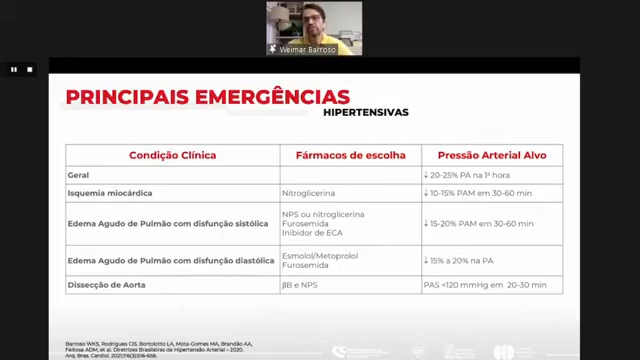 Weimar Barroso
PRINCIPAIS EMERGÊNCIAS
HIPERTENSIVAS
Condição Clínica Fármacos de escolha Pressão Arterial Alvo
Geral ↓ 20-25% PA na 1ª hora
Isquemia miocárdica Nitroglicerina ↓ 10-15% PAM em 30-60 min
Edema Agudo de Pulmão com disfunção sistólica NPS ou nitroglicerina
Furosemida
Inibidor de ECA ↓ 15-20% PAM em 30-60 min
Edema Agudo de Pulmão com disfunção diastólica Esmolol/Metoprolol
Furosemida ↓ 15% a 20% na PA
Dissecção de Aorta βB e NPS PAS <120 mmHg em 20-30 min
Barroso WKS, Rodrigues CIS, Bortolotto LA, Mota-Gomes MA, Brandão AA,
Feitosa ADM, et al. Diretrizes Brasileiras de Hipertensão Arterial – 2020.
Arq. Bras. Cardiol. 2021;116(3):516-658.